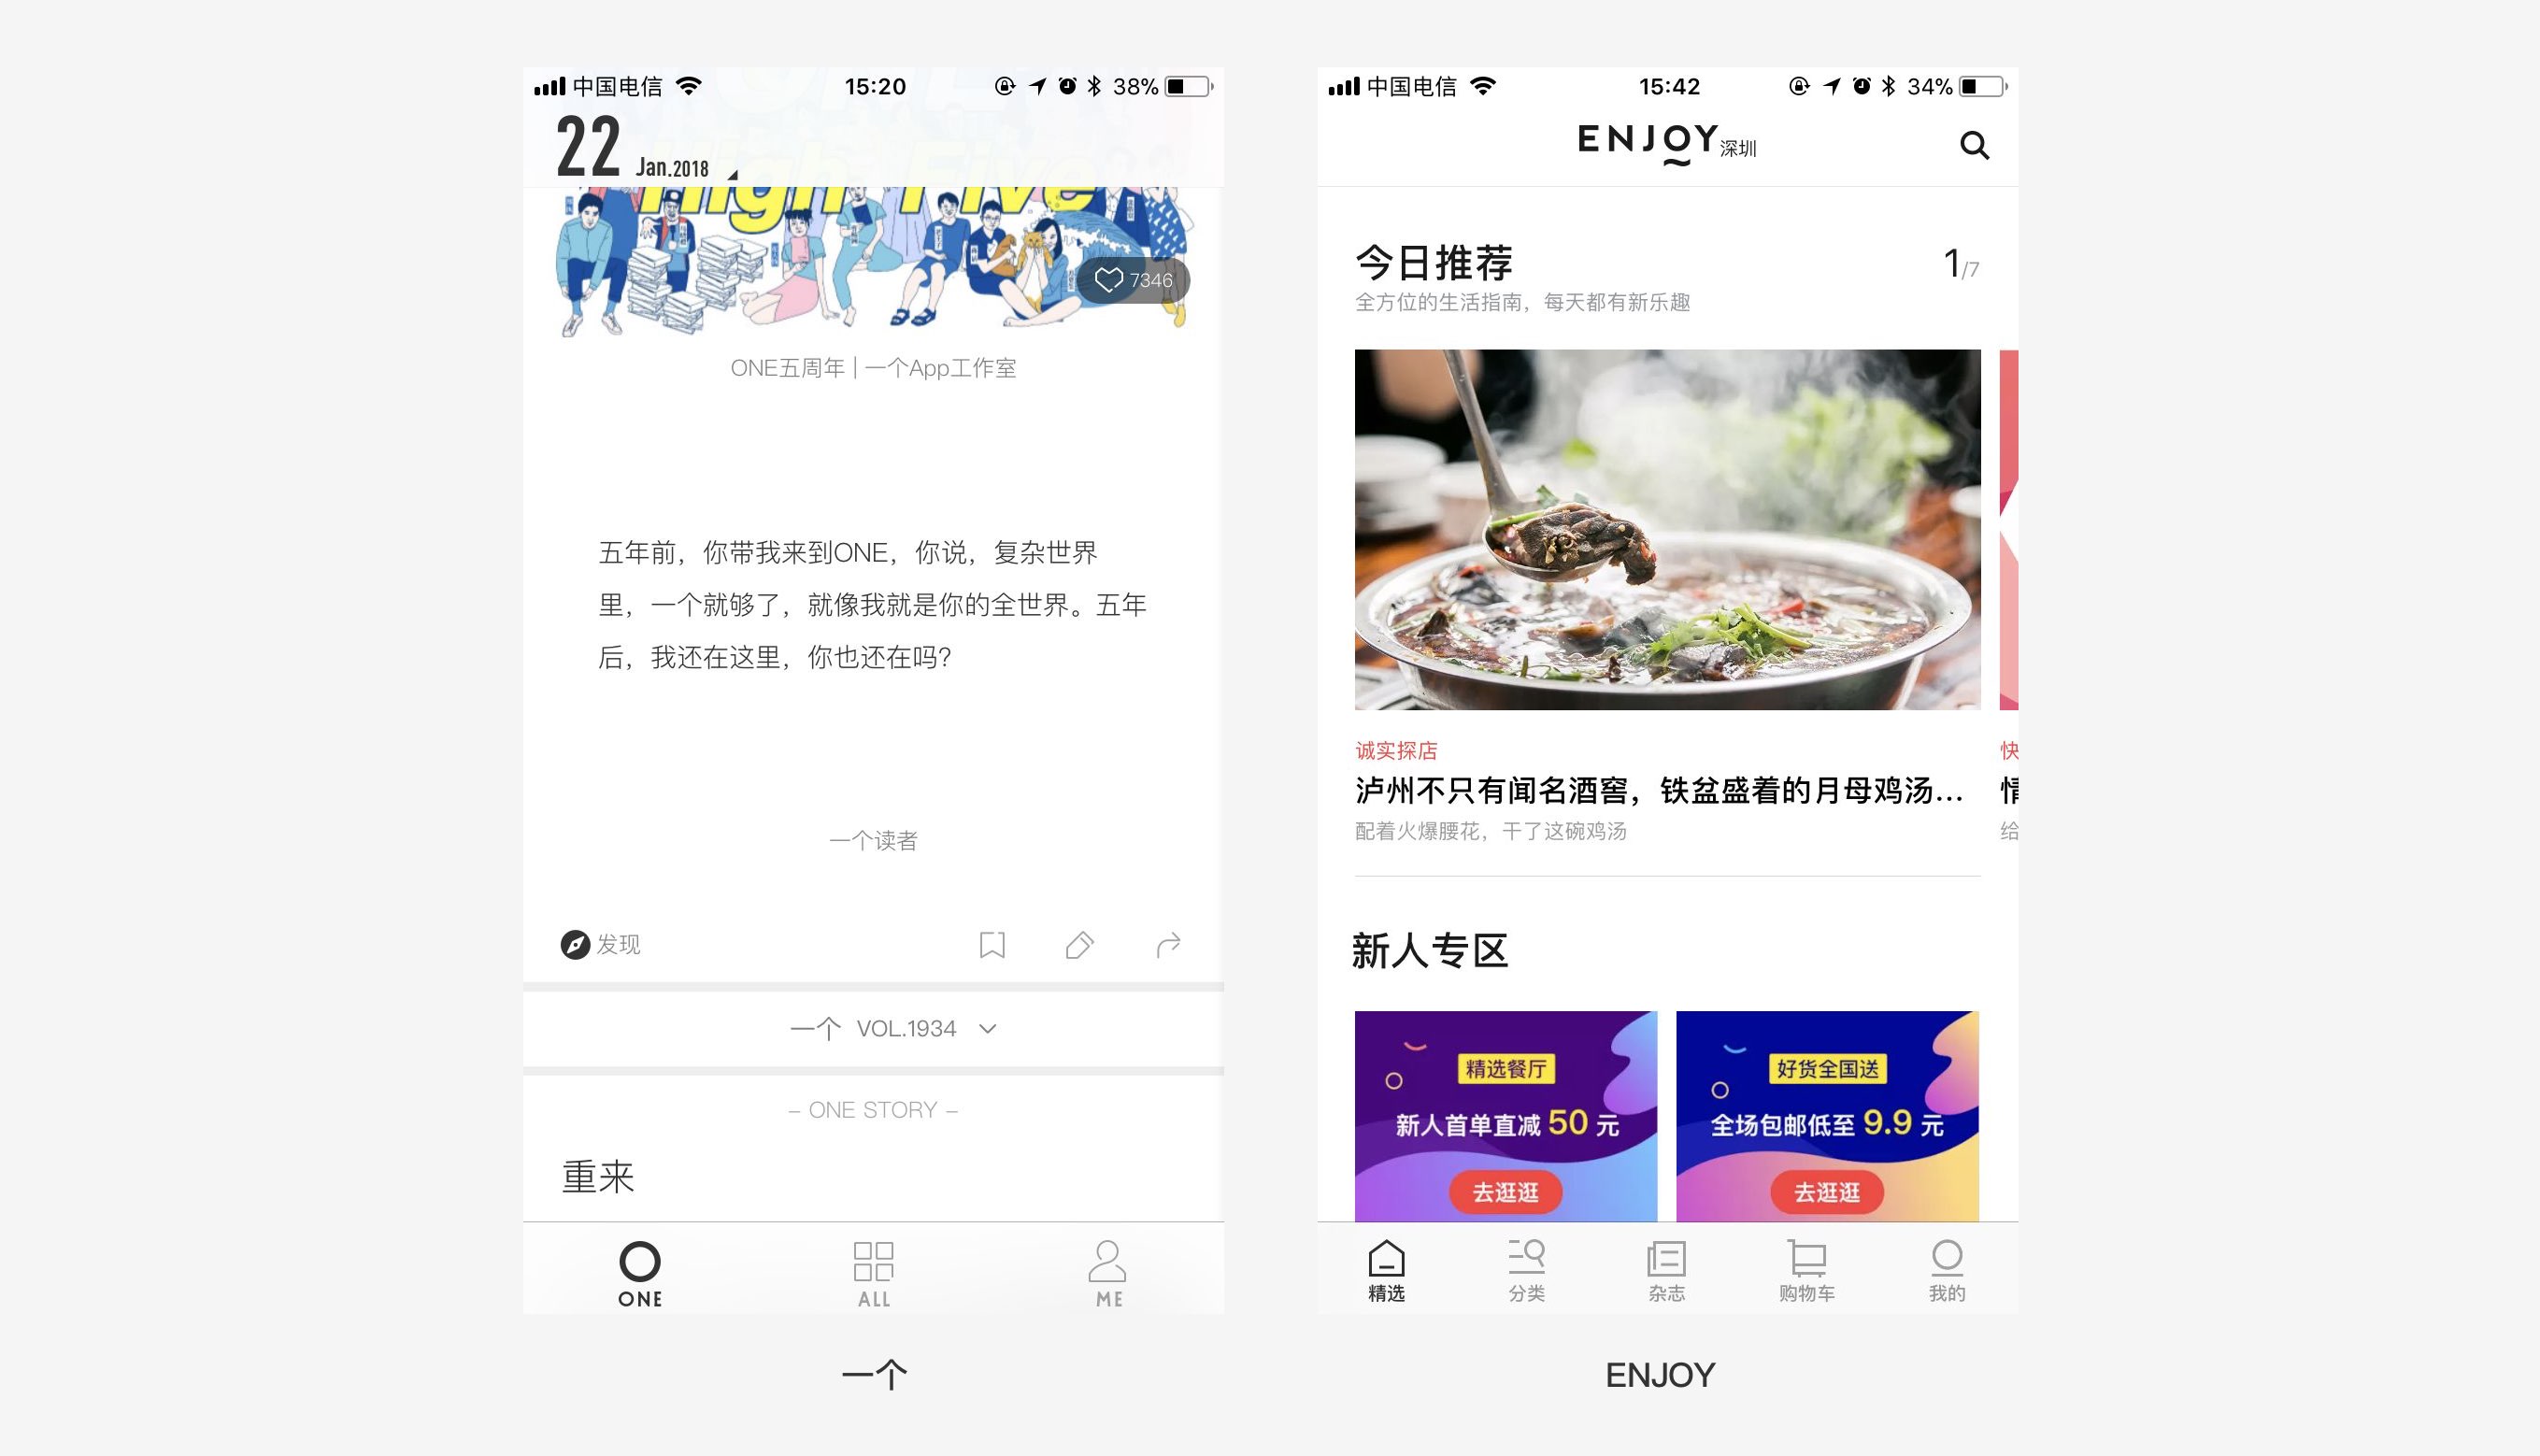 中国电信
15:20
38%
22 Jan.2018
High Five
7346
ONE五周年 | 一个App工作室
五年前，你带我来到ONE，你说，复杂世界
里，一个就够了，就像我就是你的全世界。五年
后，我还在这里，你也还在吗？
一个读者
发现
一个 VOL.1934
– ONE STORY –
重来
ONE
ALL
ME
一个
中国电信
15:42
34%
ENJOY深圳
今日推荐
1/7
全方位的生活指南，每天都有新乐趣
诚实探店
快
泸州不只有闻名酒窖，铁盆盛着的月母鸡汤...
情
配着火爆腰花，干了这碗鸡汤
给
新人专区
精选餐厅
新人首单直减 50 元
去逛逛
好货全国送
全场包邮低至 9.9 元
去逛逛
精选
分类
杂志
购物车
我的
ENJOY